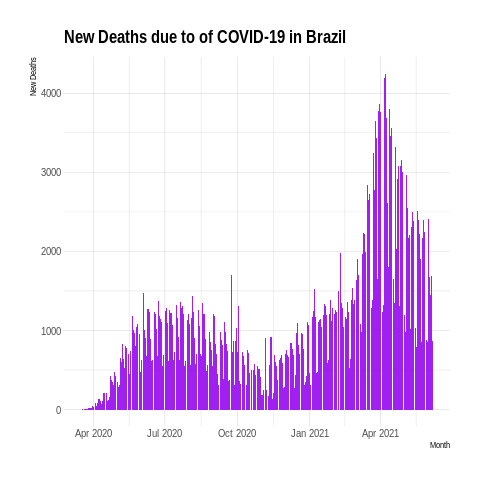 New Deaths due to of COVID-19 in Brazil
New Deaths
4000
3000
2000
1000
0
Apr 2020 Jul 2020 Oct 2020 Jan 2021 Apr 2021
Month